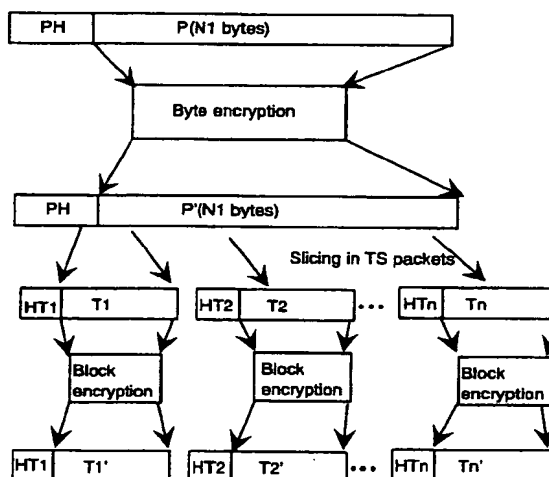 PH P(N1 bytes)
Byte encryption
PH P'(N1 bytes)
Slicing in TS packets
HT1 T1 HT2 T2 ••• HTn Tn
Block encryption Block encryption Block encryption
HT1 T1' HT2 T2' ••• HTn Tn'